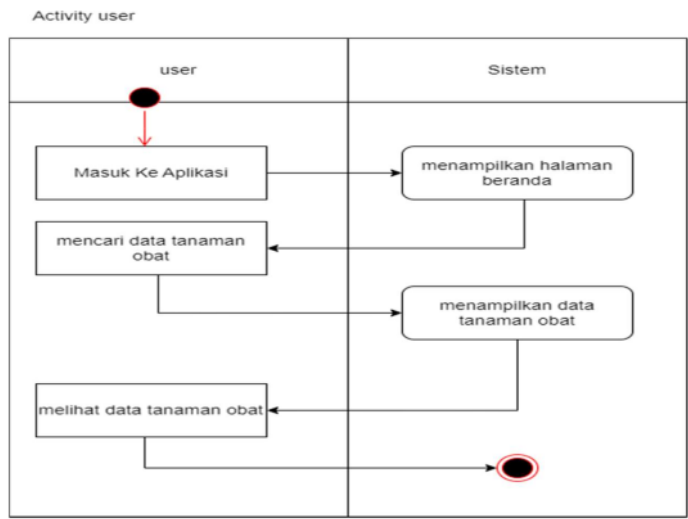 Activity user
user
Sistem
Masuk Ke Aplikasi
menampilkan halaman
beranda
mencari data tanaman
obat
menampilkan data
tanaman obat
melihat data tanaman obat